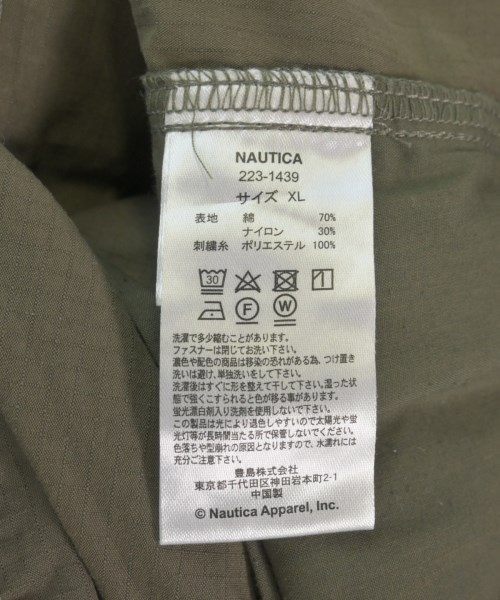 NAUTICA
223-1439
サイズ XL
表地 綿 70%
ナイロン 30%
刺繍糸 ポリエステル 100%
30
F W
洗濯で多少縮むことがあります。
ファスナーは閉じてお洗い下さい。
濃色や配色の商品は移染の恐れがある為、つけ置き
洗いは避け、単独洗いをして下さい。
洗濯後はすぐに形を整えて干して下さい。湿った状
態で強くこすられると色が移る事があります。
蛍光漂白剤入り洗剤を使用しないで下さい。
この製品は光により退色しやすいので太陽光や蛍
光灯等が長時間当たる所で保管しないでください。
色落ちや型崩れの原因となりますので、水濡れには
充分ご注意下さい。
豊島株式会社
東京都千代田区神田岩本町2-1
中国製
© Nautica Apparel, Inc.